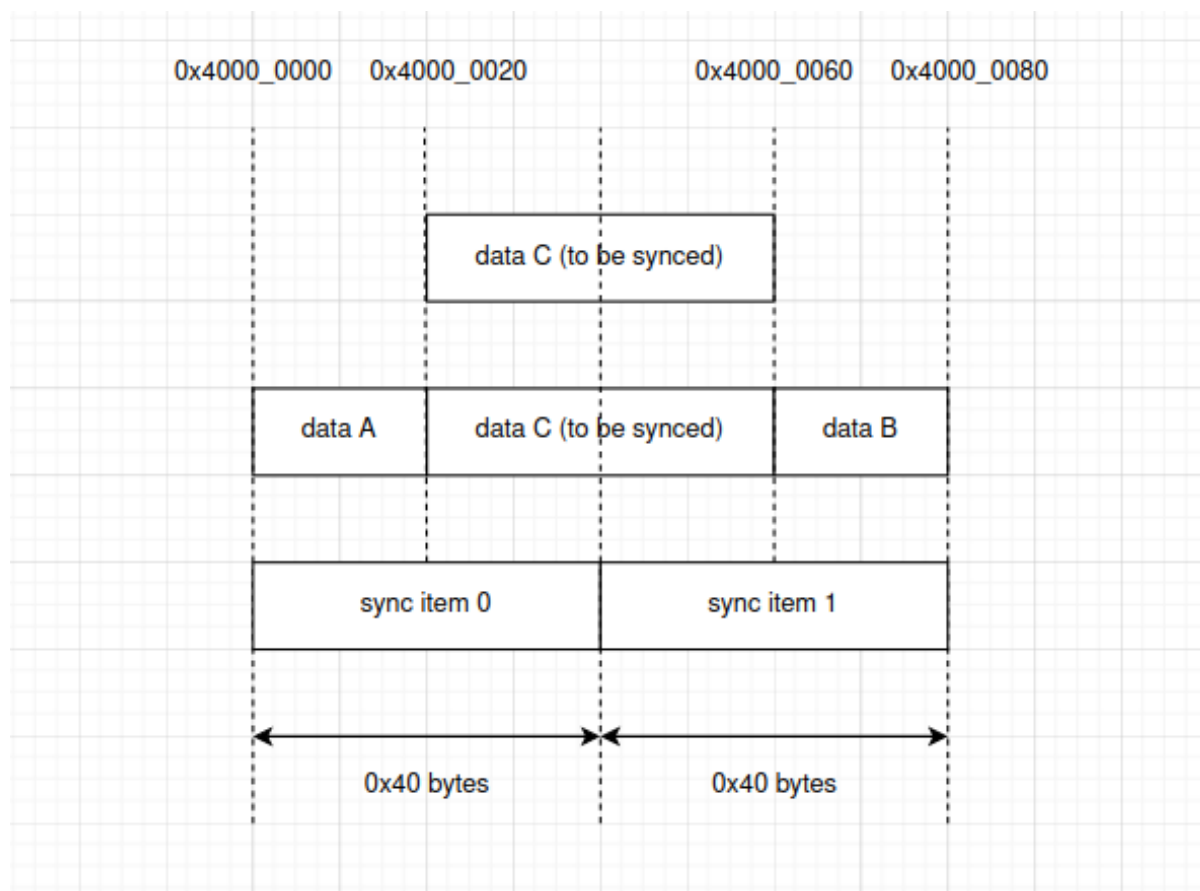 0x4000_0000 0x4000_0020 0x4000_0060 0x4000_0080
data C (to be synced)
data A data C (to be synced) data B
sync item 0 sync item 1
0x40 bytes 0x40 bytes